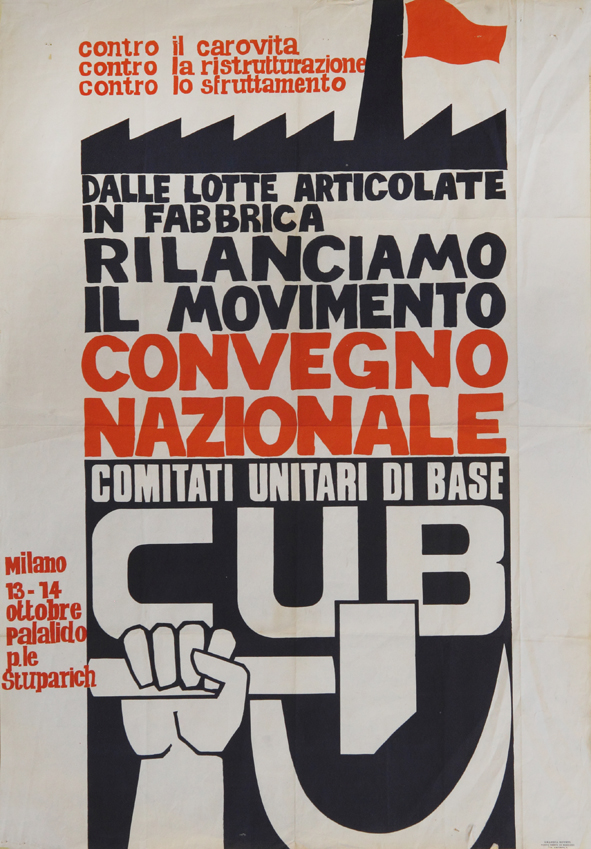 contro il carovita
contro la ristrutturazione
contro lo sfruttamento
DALLE LOTTE ARTICOLATE
IN FABBRICA
RILANCIAMO
IL MOVIMENTO
CONVEGNO
NAZIONALE
COMITATI UNITARI DI BASE
CUB
Milano
13-14
ottobre
Palalido
p.le
Stuparich